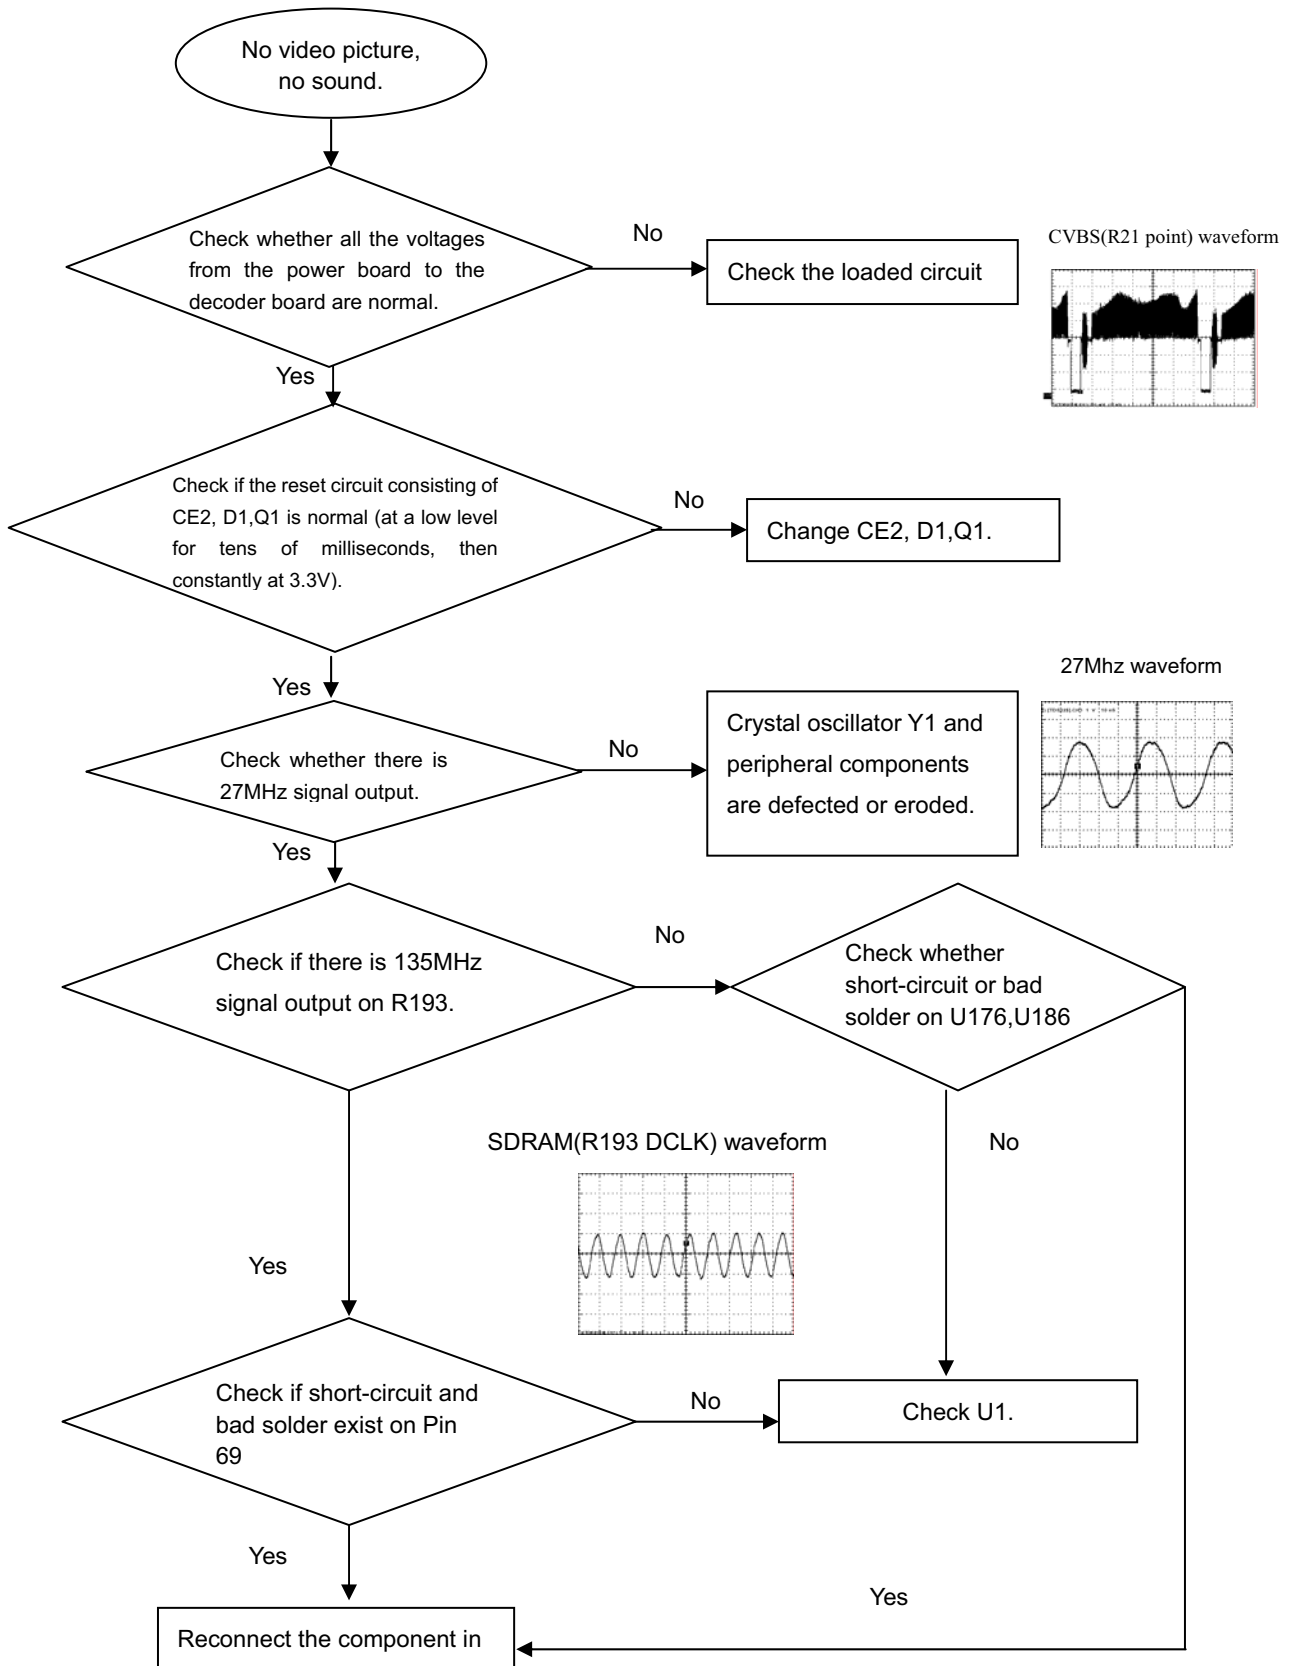 No video picture,
no sound.
Check whether all the voltages
from the power board to the
decoder board are normal.
No
Check the loaded circuit
CVBS(R21 point) waveform
Yes
Check if the reset circuit consisting of
CE2, D1,Q1 is normal (at a low level
for tens of milliseconds, then
constantly at 3.3V).
No
Change CE2, D1,Q1.
Yes
27Mhz waveform
Check whether there is
27MHz signal output.
No
Crystal oscillator Y1 and
peripheral components
are defected or eroded.
Yes
Check if there is 135MHz
signal output on R193.
No
Check whether
short-circuit or bad
solder on U176,U186
SDRAM(R193 DCLK) waveform
No
Yes
Check if short-circuit and
bad solder exist on Pin
69
No
Check U1.
Yes
Yes
Reconnect the component in